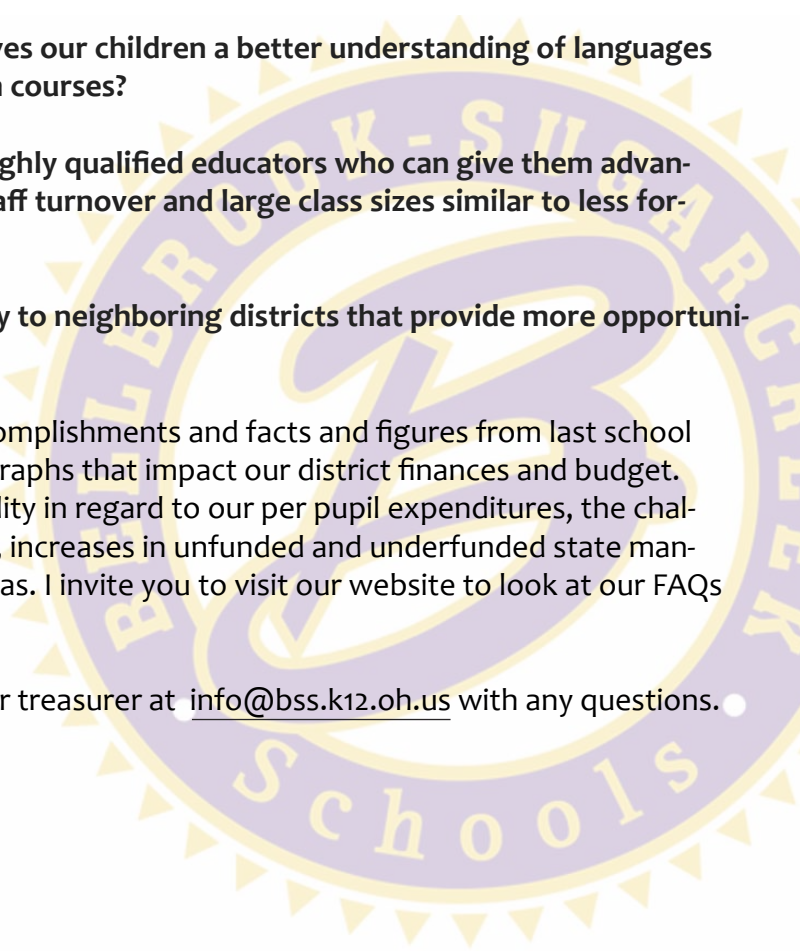 ves our children a better understanding of languages
n courses?
ghly qualified educators who can give them advan-
aff turnover and large class sizes similar to less for-
y to neighboring districts that provide more opportuni-
omplishments and facts and figures from last school
raphs that impact our district finances and budget.
lity in regard to our per pupil expenditures, the chal-
, increases in unfunded and underfunded state man-
as. I invite you to visit our website to look at our FAQs
r treasurer at info@bss.k12.oh.us with any questions.
BELLBROOK-SUGARCREEK
Schools
B